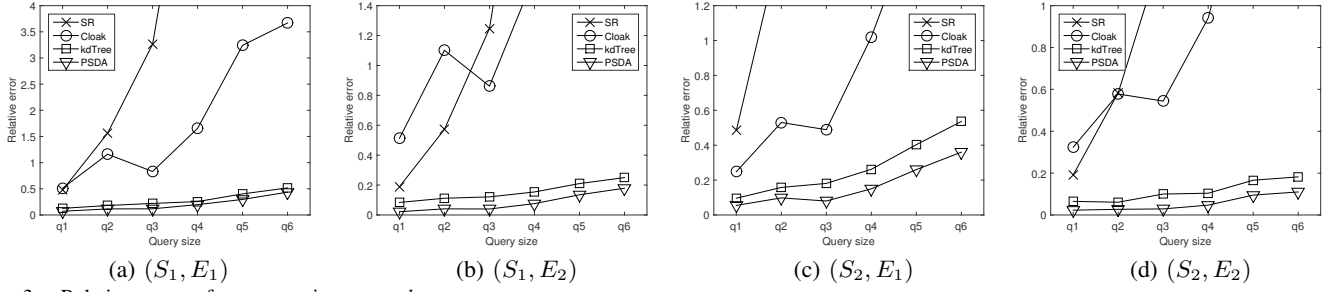 4
3.5
3
2.5
2
1.5
1
0.5
0
Relative error
SR
Cloak
kdTree
PSDA
q1 q2 q3 q4 q5 q6
Query size
(a) (S₁, E₁)
1.4
1.2
1
0.8
0.6
0.4
0.2
0
Relative error
SR
Cloak
kdTree
PSDA
q1 q2 q3 q4 q5 q6
Query size
(b) (S₁, E₂)
1.2
1
0.8
0.6
0.4
0.2
0
Relative error
SR
Cloak
kdTree
PSDA
q1 q2 q3 q4 q5 q6
Query size
(c) (S₂, E₁)
1
0.8
0.6
0.4
0.2
0
Relative error
SR
Cloak
kdTree
PSDA
q1 q2 q3 q4 q5 q6
Query size
(d) (S₂, E₂)